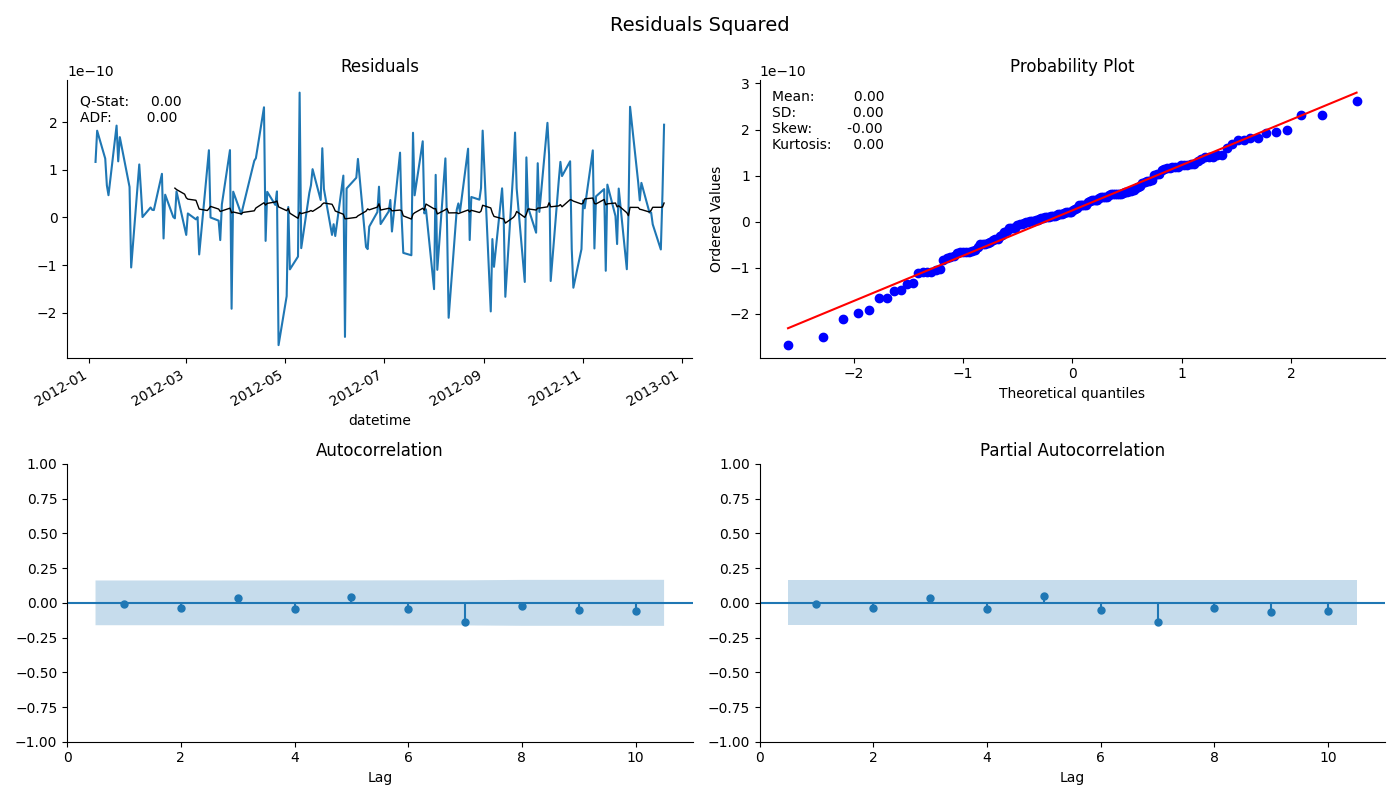 Residuals Squared
Residuals
1e−10
Q-Stat: 0.00
ADF: 0.00
2
1
0
−1
−2
2012-01
2012-03
2012-05
2012-07
2012-09
2012-11
2013-01
datetime
Probability Plot
1e−10
Mean: 0.00
SD: 0.00
Skew: -0.00
Kurtosis: 0.00
Ordered Values
3
2
1
0
−1
−2
−2 −1 0 1 2
Theoretical quantiles
Autocorrelation
1.00
0.75
0.50
0.25
0.00
−0.25
−0.50
−0.75
−1.00
0 2 4 6 8 10
Lag
Partial Autocorrelation
1.00
0.75
0.50
0.25
0.00
−0.25
−0.50
−0.75
−1.00
0 2 4 6 8 10
Lag